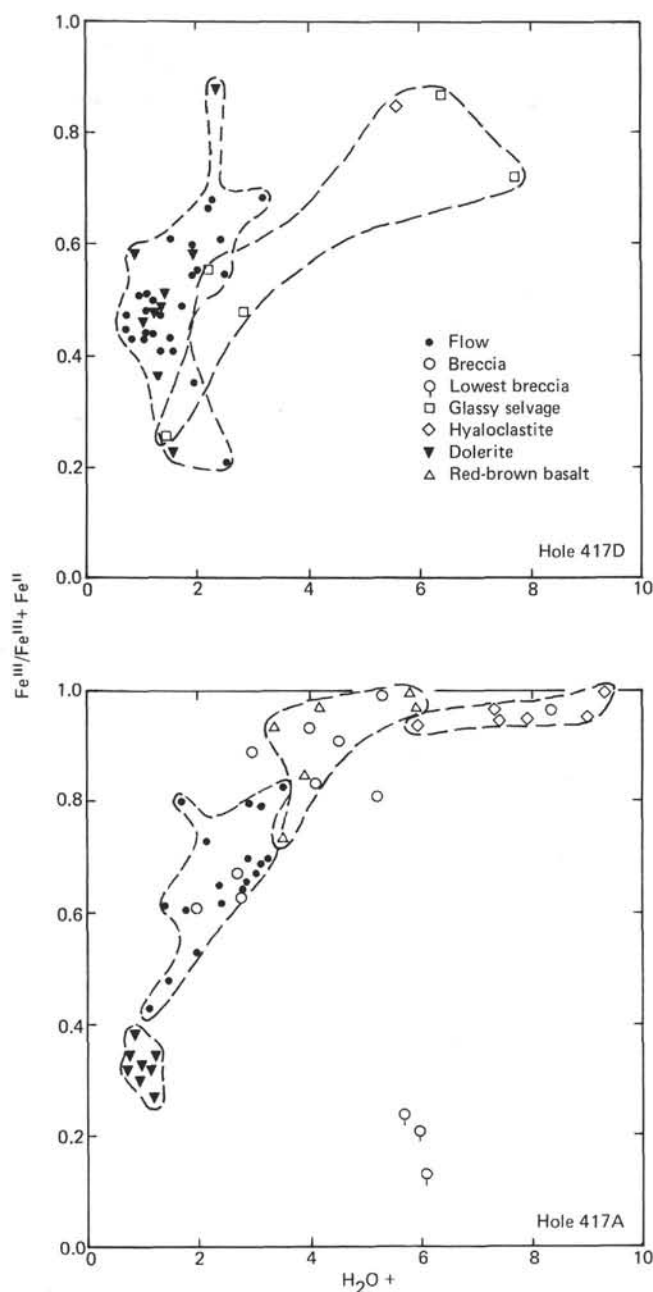 1.0
0.8
0.6
0.4
0.2
0.0
0 2 4 6 8 10
Flow
Breccia
Lowest breccia
Glassy selvage
Hyaloclastite
Dolerite
Red-brown basalt
Hole 417D
Fe^III/Fe^III+ Fe^II
1.0
0.8
0.6
0.4
0.2
0.0
0 2 4 6 8 10
Hole 417A
H₂O +